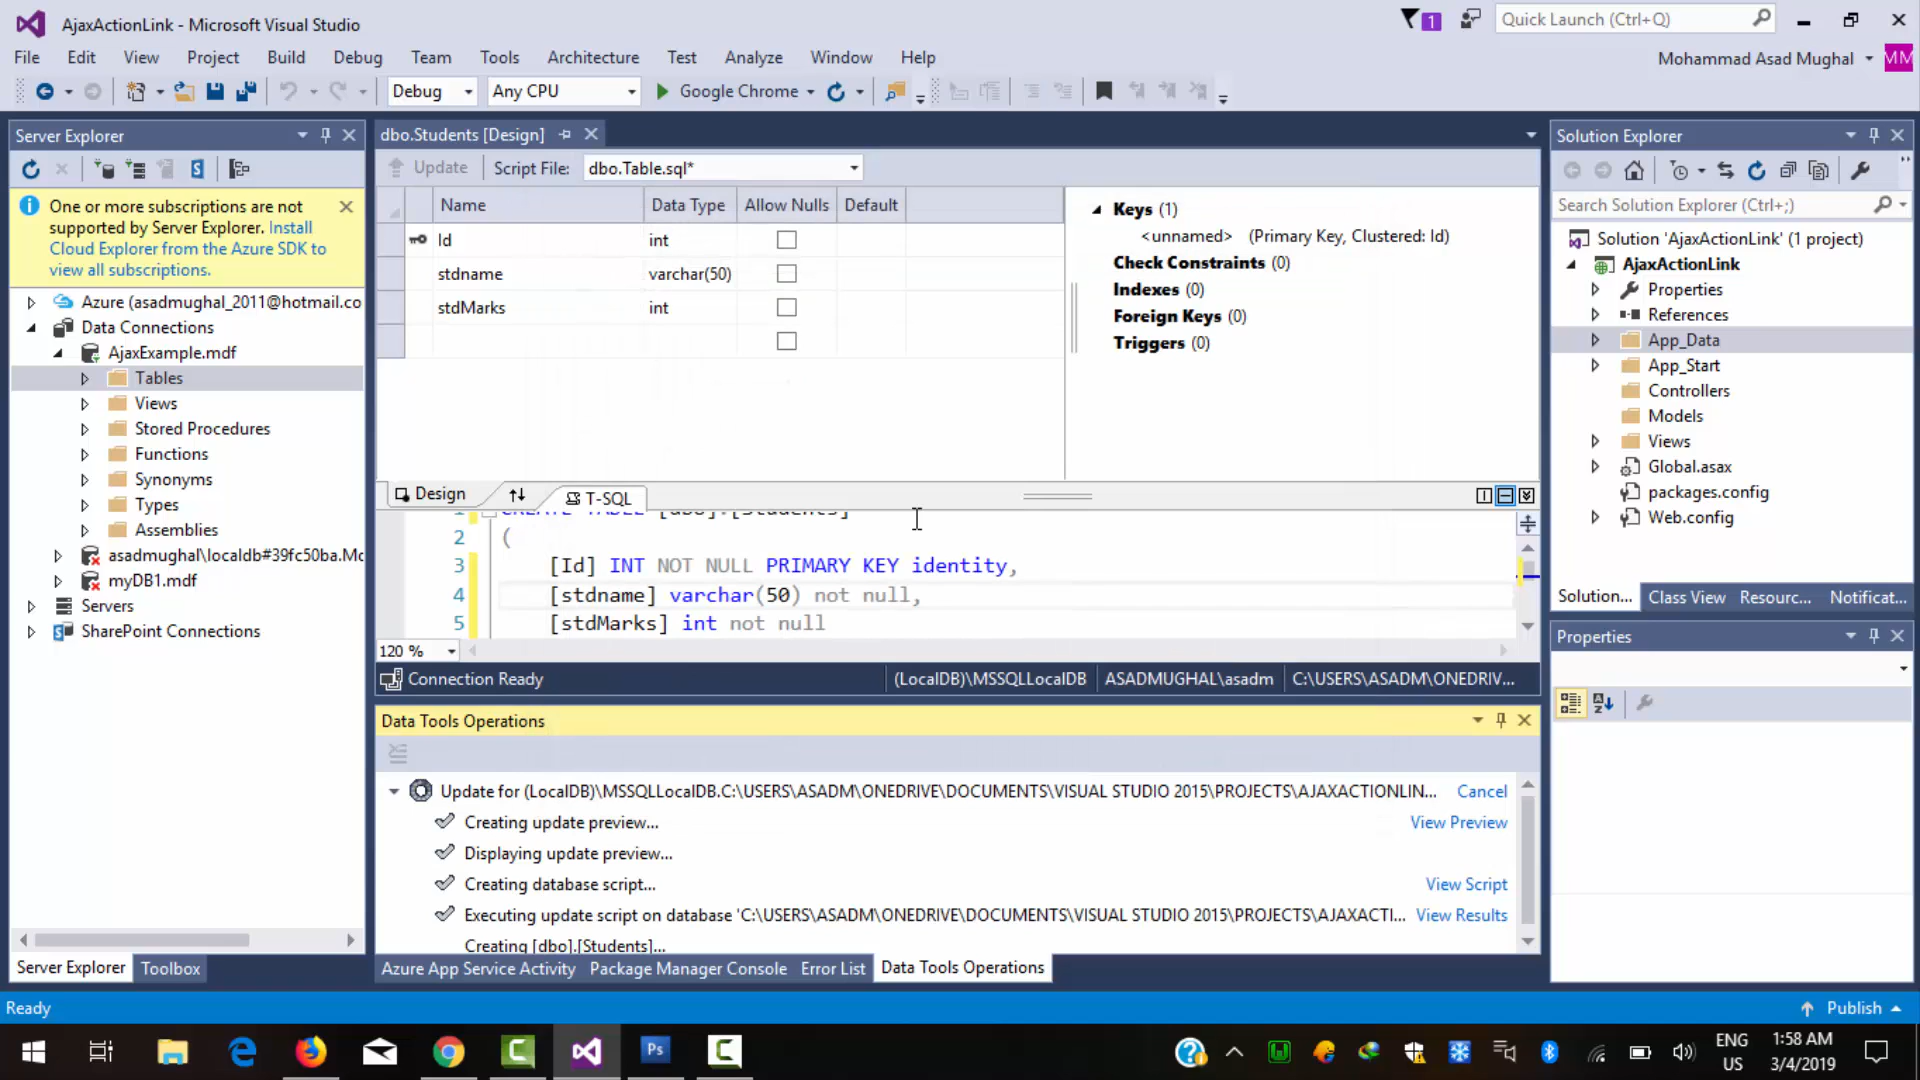 AjaxActionLink - Microsoft Visual Studio
1
Quick Launch (Ctrl+Q)
File Edit View Project Build Debug Team Tools Architecture Test Analyze Window Help
Mohammad Asad Mughal
MM
Debug
Any CPU
Google Chrome
Server Explorer
One or more subscriptions are not
supported by Server Explorer. Install
Cloud Explorer from the Azure SDK to
view all subscriptions.
Azure (asadmughal_2011@hotmail.co
Data Connections
AjaxExample.mdf
Tables
Views
Stored Procedures
Functions
Synonyms
Types
Assemblies
asadmughal\localdb#39fc50ba.Mc
myDB1.mdf
Servers
SharePoint Connections
Server Explorer
Toolbox
dbo.Students [Design]
Update
Script File:
dbo.Table.sql*
Name Data Type Allow Nulls Default
Id int
stdname varchar(50)
stdMarks int
Keys (1)
<unnamed> (Primary Key, Clustered: Id)
Check Constraints (0)
Indexes (0)
Foreign Keys (0)
Triggers (0)
Design
T-SQL
1 CREATE TABLE [dbo].[Students]
2 (
3 [Id] INT NOT NULL PRIMARY KEY identity,
4 [stdname] varchar(50) not null,
5 [stdMarks] int not null
120 %
Connection Ready
(LocalDB)\MSSQLLocalDB
ASADMUGHAL\asadm
C:\USERS\ASADM\ONEDRIV...
Data Tools Operations
Update for (LocalDB)\MSSQLLocalDB.C:\USERS\ASADM\ONEDRIVE\DOCUMENTS\VISUAL STUDIO 2015\PROJECTS\AJAXACTIONLIN... Cancel
Creating update preview... View Preview
Displaying update preview...
Creating database script... View Script
Executing update script on database 'C:\USERS\ASADM\ONEDRIVE\DOCUMENTS\VISUAL STUDIO 2015\PROJECTS\AJAXACTI... View Results
Creating [dbo].[Students]...
Azure App Service Activity Package Manager Console Error List Data Tools Operations
Solution Explorer
Search Solution Explorer (Ctrl+;)
Solution 'AjaxActionLink' (1 project)
AjaxActionLink
Properties
References
App_Data
App_Start
Controllers
Models
Views
Global.asax
packages.config
Web.config
Solution... Class View Resourc... Notificat...
Properties
Ready
Publish
Ps
ENG
US
1:58 AM
3/4/2019